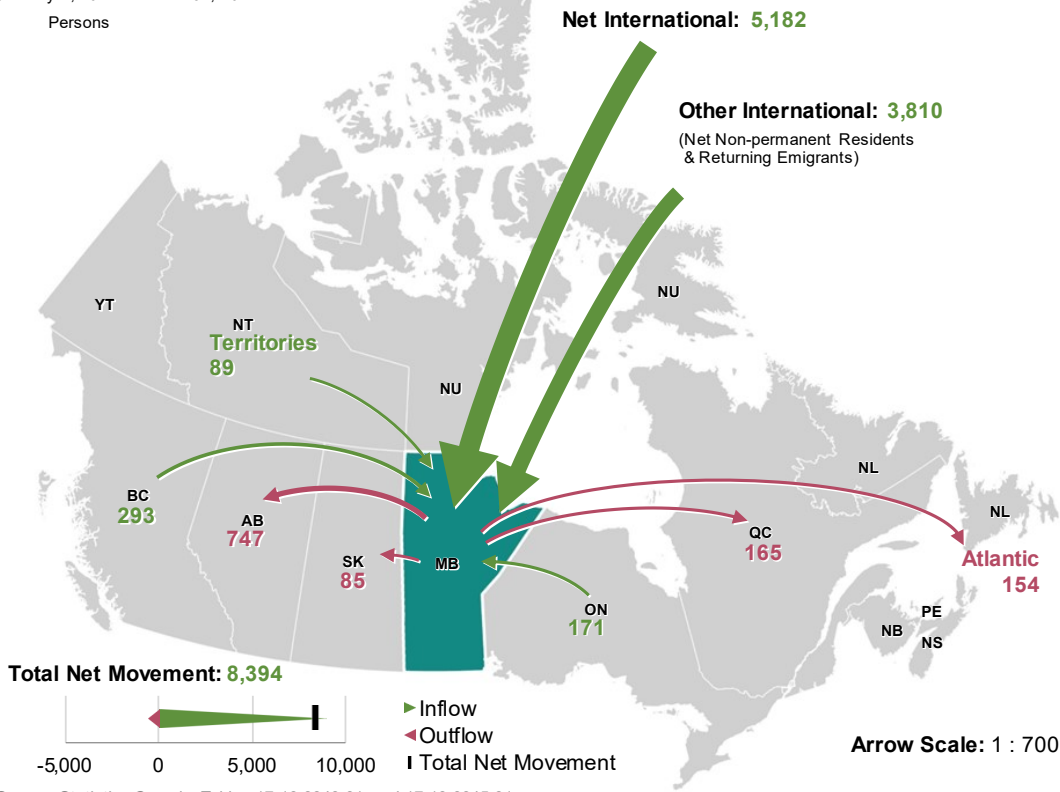 Persons
Net International: 5,182
Other International: 3,810
(Net Non-permanent Residents
& Returning Emigrants)
YT
NT
Territories
89
NU
NU
BC
293
AB
747
SK
85
MB
ON
171
QC
165
NL
NL
Atlantic
154
PE
NB
NS
Total Net Movement: 8,394
-5,000 0 5,000 10,000
Inflow
Outflow
Total Net Movement
Arrow Scale: 1 : 700